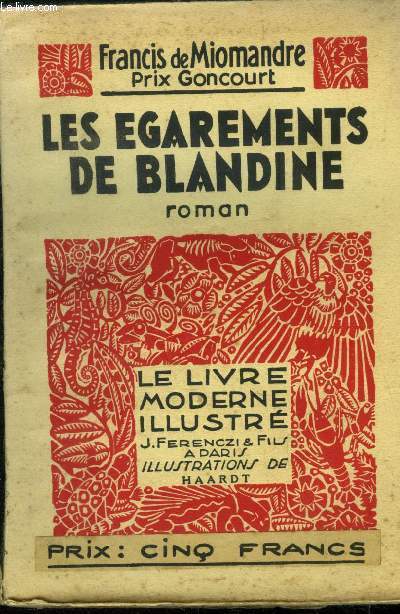 Le-livre.com
Francis de Miomandre
Prix Goncourt
LES EGAREMENTS
DE BLANDINE
roman
LE LIVRE
MODERNE
ILLUSTRÉ
J. FERENCZI & FILS
A PARIS
ILLUSTRATIONS DE
HAARDT
PRIX: CINQ FRANCS